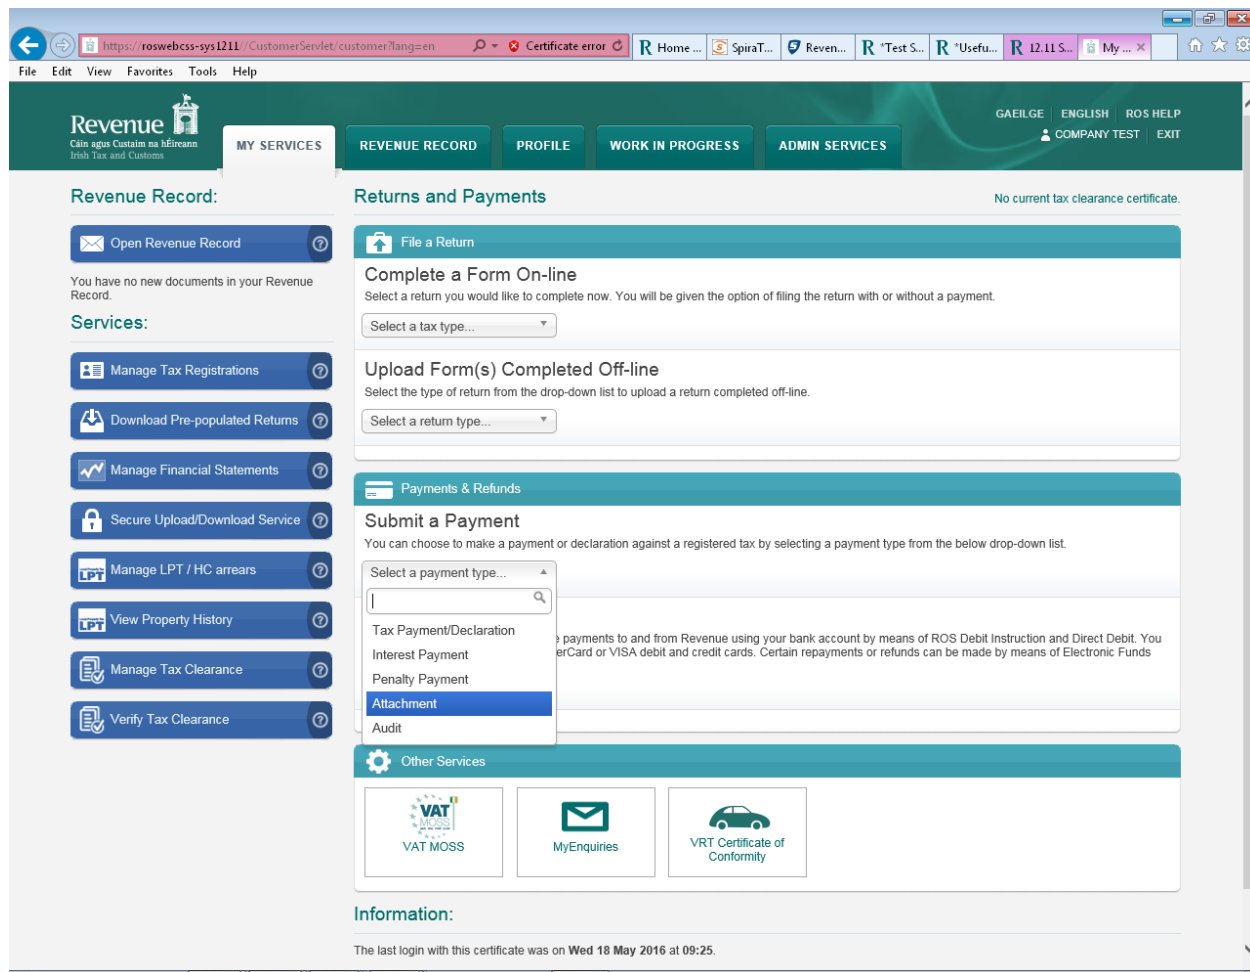 https://roswebcss-sys1211//CustomerServlet/customer?lang=en
Certificate error
Home ...
SpiraT...
Reven...
*Test S...
*Usefu...
12.11 S...
My ...
File Edit View Favorites Tools Help
Revenue
Cáin agus Custaim na hÉireann
Irish Tax and Customs
GAEILGE ENGLISH ROS HELP
COMPANY TEST EXIT
MY SERVICES REVENUE RECORD PROFILE WORK IN PROGRESS ADMIN SERVICES
Revenue Record:
Open Revenue Record
You have no new documents in your Revenue
Record.
Services:
Manage Tax Registrations
Download Pre-populated Returns
Manage Financial Statements
Secure Upload/Download Service
LPT Manage LPT / HC arrears
LPT View Property History
Manage Tax Clearance
Verify Tax Clearance
Returns and Payments
No current tax clearance certificate.
File a Return
Complete a Form On-line
Select a return you would like to complete now. You will be given the option of filing the return with or without a payment.
Select a tax type...
Upload Form(s) Completed Off-line
Select the type of return from the drop-down list to upload a return completed off-line.
Select a return type...
Payments & Refunds
Submit a Payment
You can choose to make a payment or declaration against a registered tax by selecting a payment type from the below drop-down list.
Select a payment type...
Tax Payment/Declaration
Interest Payment
Penalty Payment
Attachment
Audit
payments to and from Revenue using your bank account by means of ROS Debit Instruction and Direct Debit. You
erCard or VISA debit and credit cards. Certain repayments or refunds can be made by means of Electronic Funds
Other Services
VAT
MOSS
VAT MOSS
MyEnquiries
VRT Certificate of
Conformity
Information:
The last login with this certificate was on Wed 18 May 2016 at 09:25.